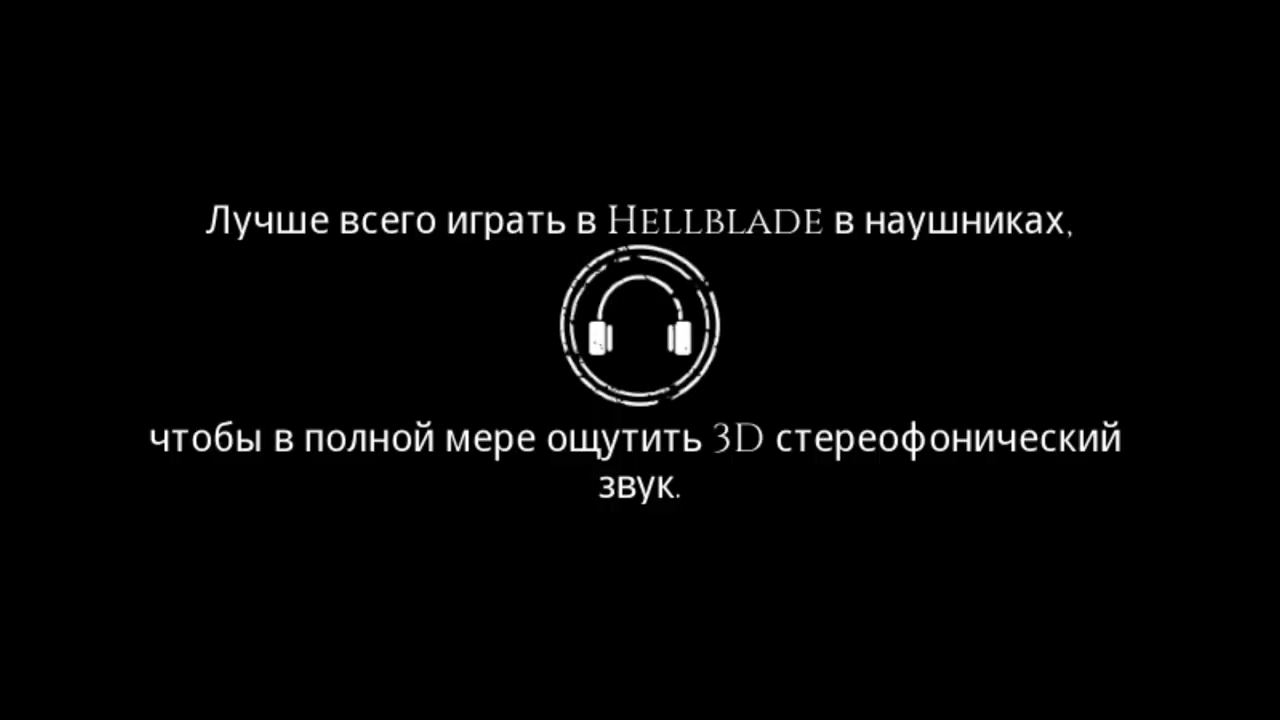 Лучше всего играть в HELLBLADE в наушниках,
чтобы в полной мере ощутить 3D стереофонический
звук.